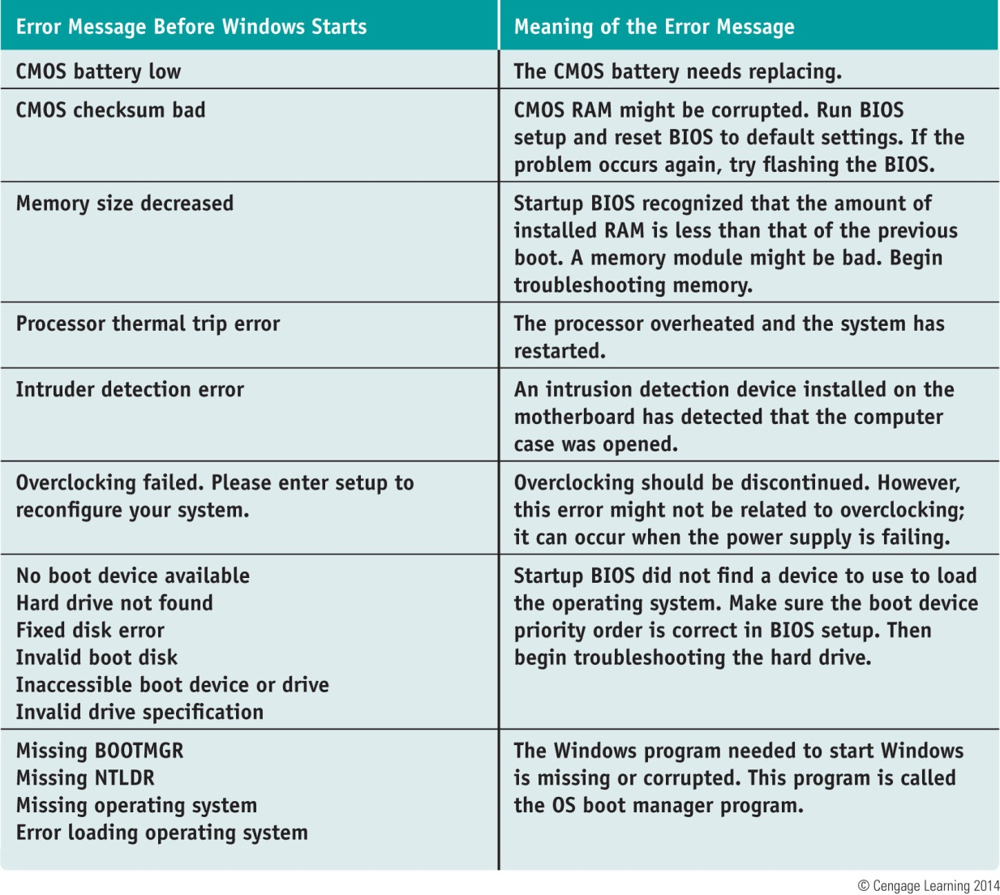 Error Message Before Windows Starts
Meaning of the Error Message
CMOS battery low
The CMOS battery needs replacing.
CMOS checksum bad
CMOS RAM might be corrupted. Run BIOS
setup and reset BIOS to default settings. If the
problem occurs again, try flashing the BIOS.
Memory size decreased
Startup BIOS recognized that the amount of
installed RAM is less than that of the previous
boot. A memory module might be bad. Begin
troubleshooting memory.
Processor thermal trip error
The processor overheated and the system has
restarted.
Intruder detection error
An intrusion detection device installed on the
motherboard has detected that the computer
case was opened.
Overclocking failed. Please enter setup to
reconfigure your system.
Overclocking should be discontinued. However,
this error might not be related to overclocking;
it can occur when the power supply is failing.
No boot device available
Hard drive not found
Fixed disk error
Invalid boot disk
Inaccessible boot device or drive
Invalid drive specification
Startup BIOS did not find a device to use to load
the operating system. Make sure the boot device
priority order is correct in BIOS setup. Then
begin troubleshooting the hard drive.
Missing BOOTMGR
Missing NTLDR
Missing operating system
Error loading operating system
The Windows program needed to start Windows
is missing or corrupted. This program is called
the OS boot manager program.
© Cengage Learning 2014